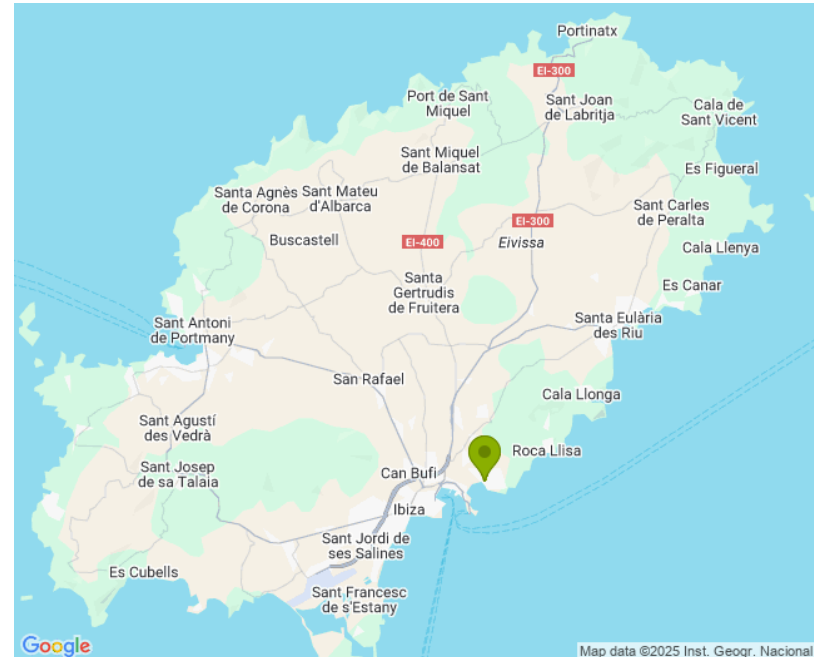 Portinatx
EI-300
Port de Sant
Miquel
Sant Joan
de Labritja
Cala de
Sant Vicent
Sant Miquel
de Balansat
Es Figueral
Santa Agnès
de Corona
Sant Mateu
d'Albarca
Sant Carles
de Peralta
EI-300
Buscastell
EI-400
Eivissa
Cala Llenya
Santa
Gertrudis
de Fruitera
Es Canar
Sant Antoni
de Portmany
Santa Eulària
des Riu
San Rafael
Cala Llonga
Sant Agustí
des Vedrà
Roca Llisa
Sant Josep
de sa Talaia
Can Bufi
Ibiza
Sant Jordi de
ses Salines
Es Cubells
Sant Francesc
de s'Estany
Google
Map data ©2025 Inst. Geogr. Nacional